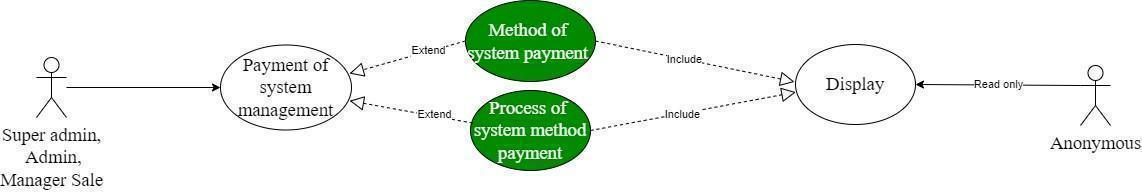 Super admin,
Admin,
Manager Sale
Payment of
system
management
Extend
Extend
Method of
system payment
Process of
system method
payment
Include
Include
Display
Read only
Anonymous